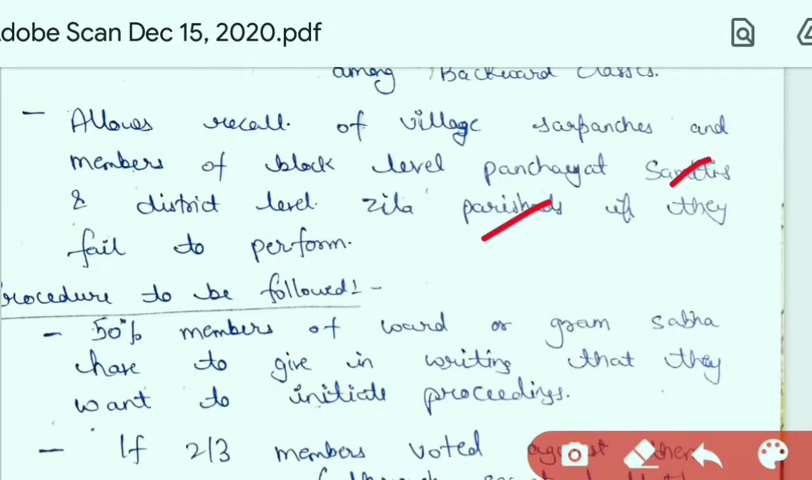 dobe Scan Dec 15, 2020.pdf
among Backward Classes.
- Allows recall of village sarpanches and
members of block level panchayat Samitis
& district level zila parishads if they
fail to perform.
rocedure to be followed:-
- 50% members of ward or gram sabha
have to give in writing that they
want to initiate proceedings.
- If 2/3 members voted against